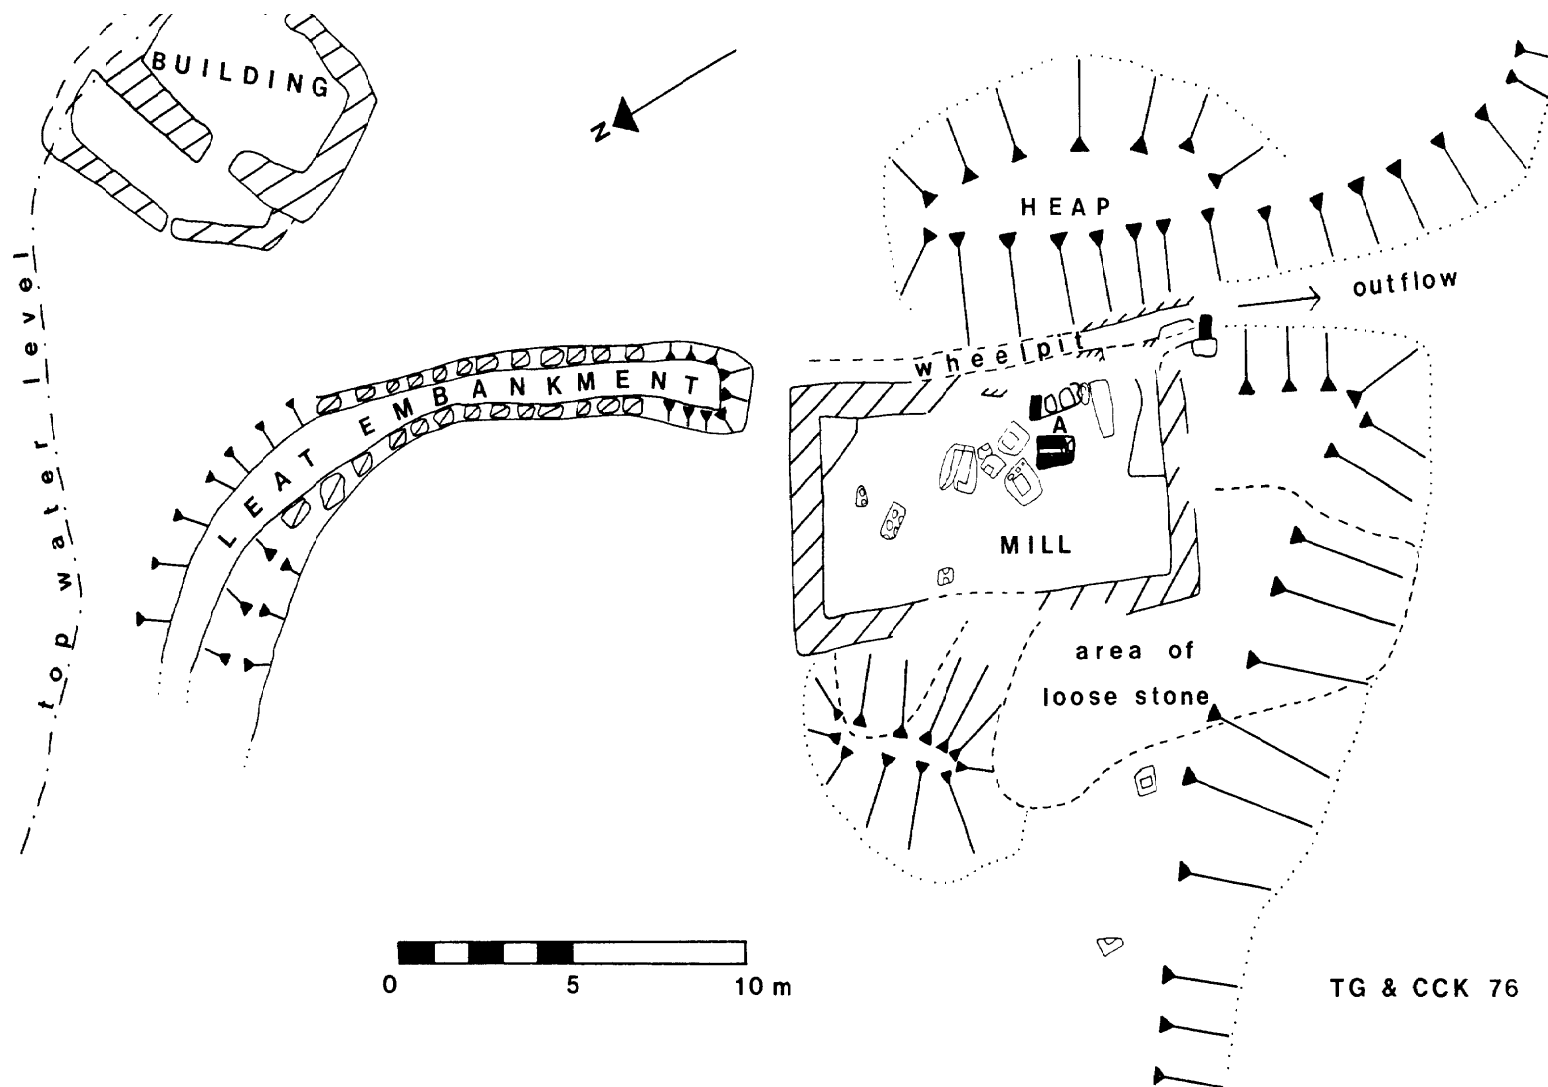 BUILDING
N
HEAP
outflow
top water level
wheelpit
LEAT EMBANKMENT
A
MILL
area of
loose stone
0 5 10 m
TG & CCK 76